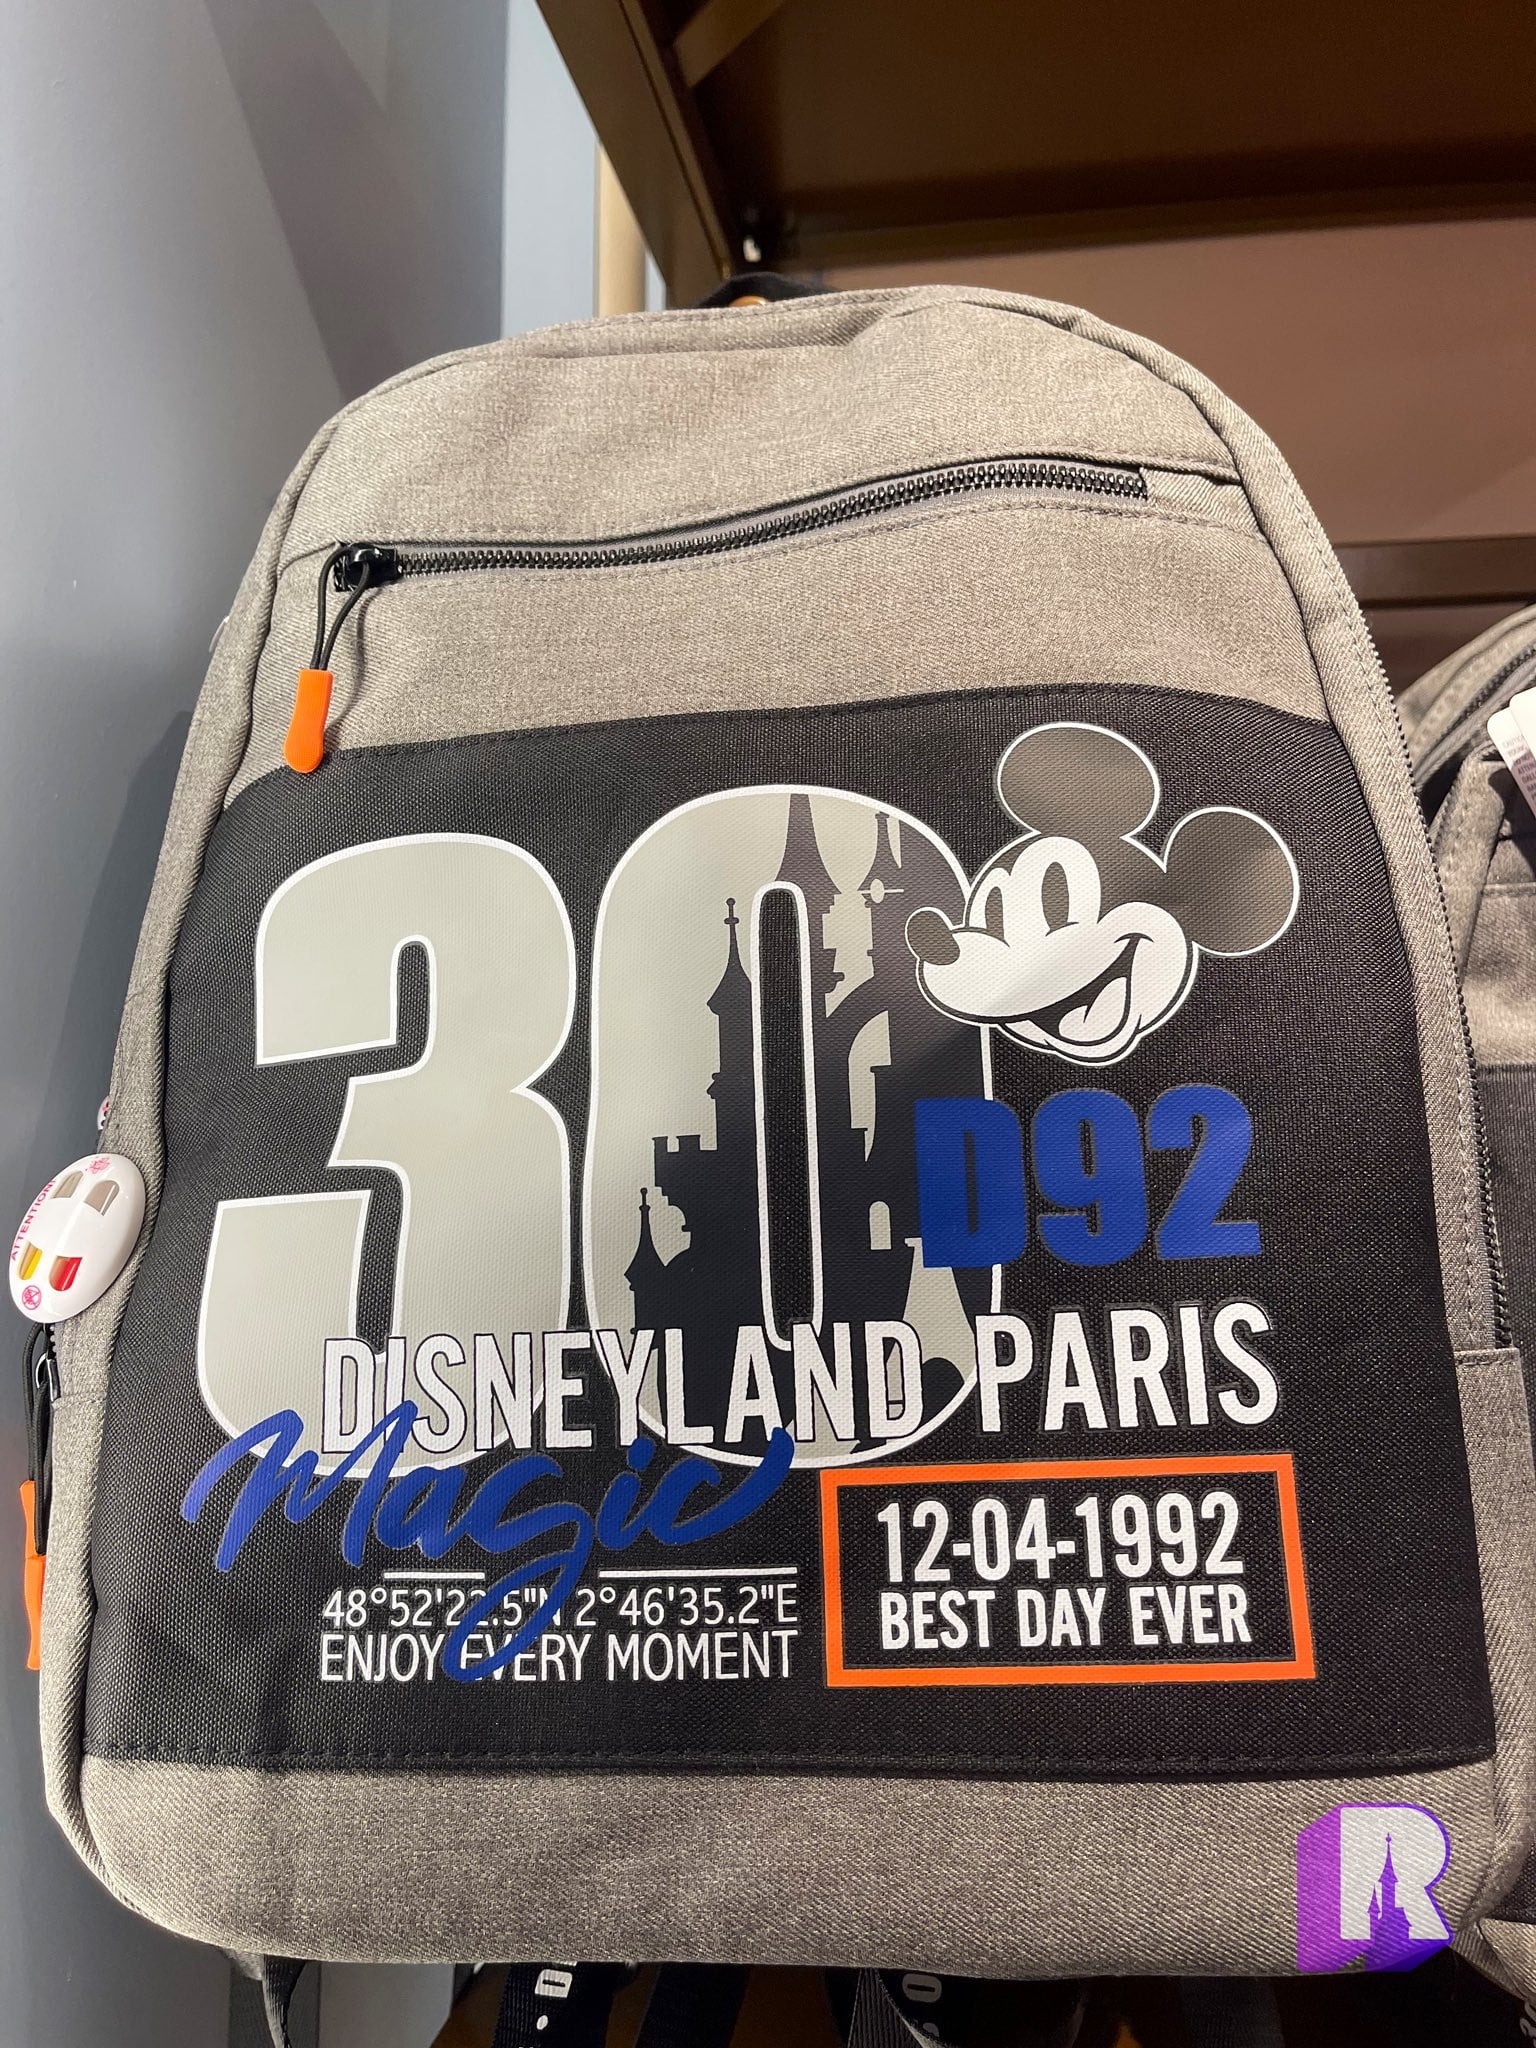 30
D92
DISNEYLAND PARIS
Magic
48°52'22.5"N 2°46'35.2"E
ENJOY EVERY MOMENT
12-04-1992
BEST DAY EVER
ATTENTION!
R